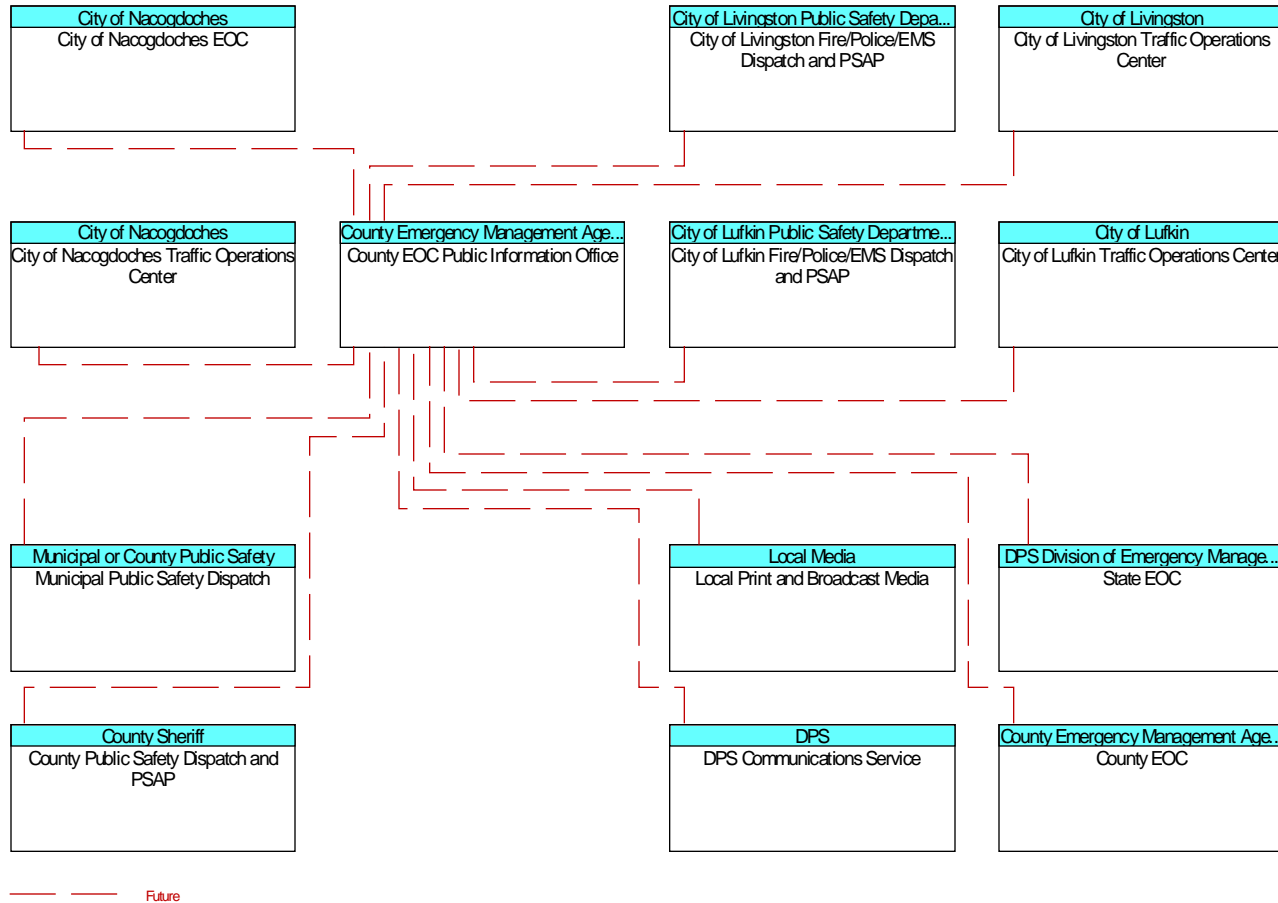 City of Nacogdoches
City of Nacogdoches EOC
City of Livingston Public Safety Depa...
City of Livingston Fire/Police/EMS
Dispatch and PSAP
City of Livingston
City of Livingston Traffic Operations
Center
City of Nacogdoches
City of Nacogdoches Traffic Operations
Center
County Emergency Management Age...
County EOC Public Information Office
City of Lufkin Public Safety Departme...
City of Lufkin Fire/Police/EMS Dispatch
and PSAP
City of Lufkin
City of Lufkin Traffic Operations Center
Municipal or County Public Safety
Municipal Public Safety Dispatch
Local Media
Local Print and Broadcast Media
DPS Division of Emergency Manage...
State EOC
County Sheriff
County Public Safety Dispatch and
PSAP
DPS
DPS Communications Service
County Emergency Management Age...
County EOC
Future